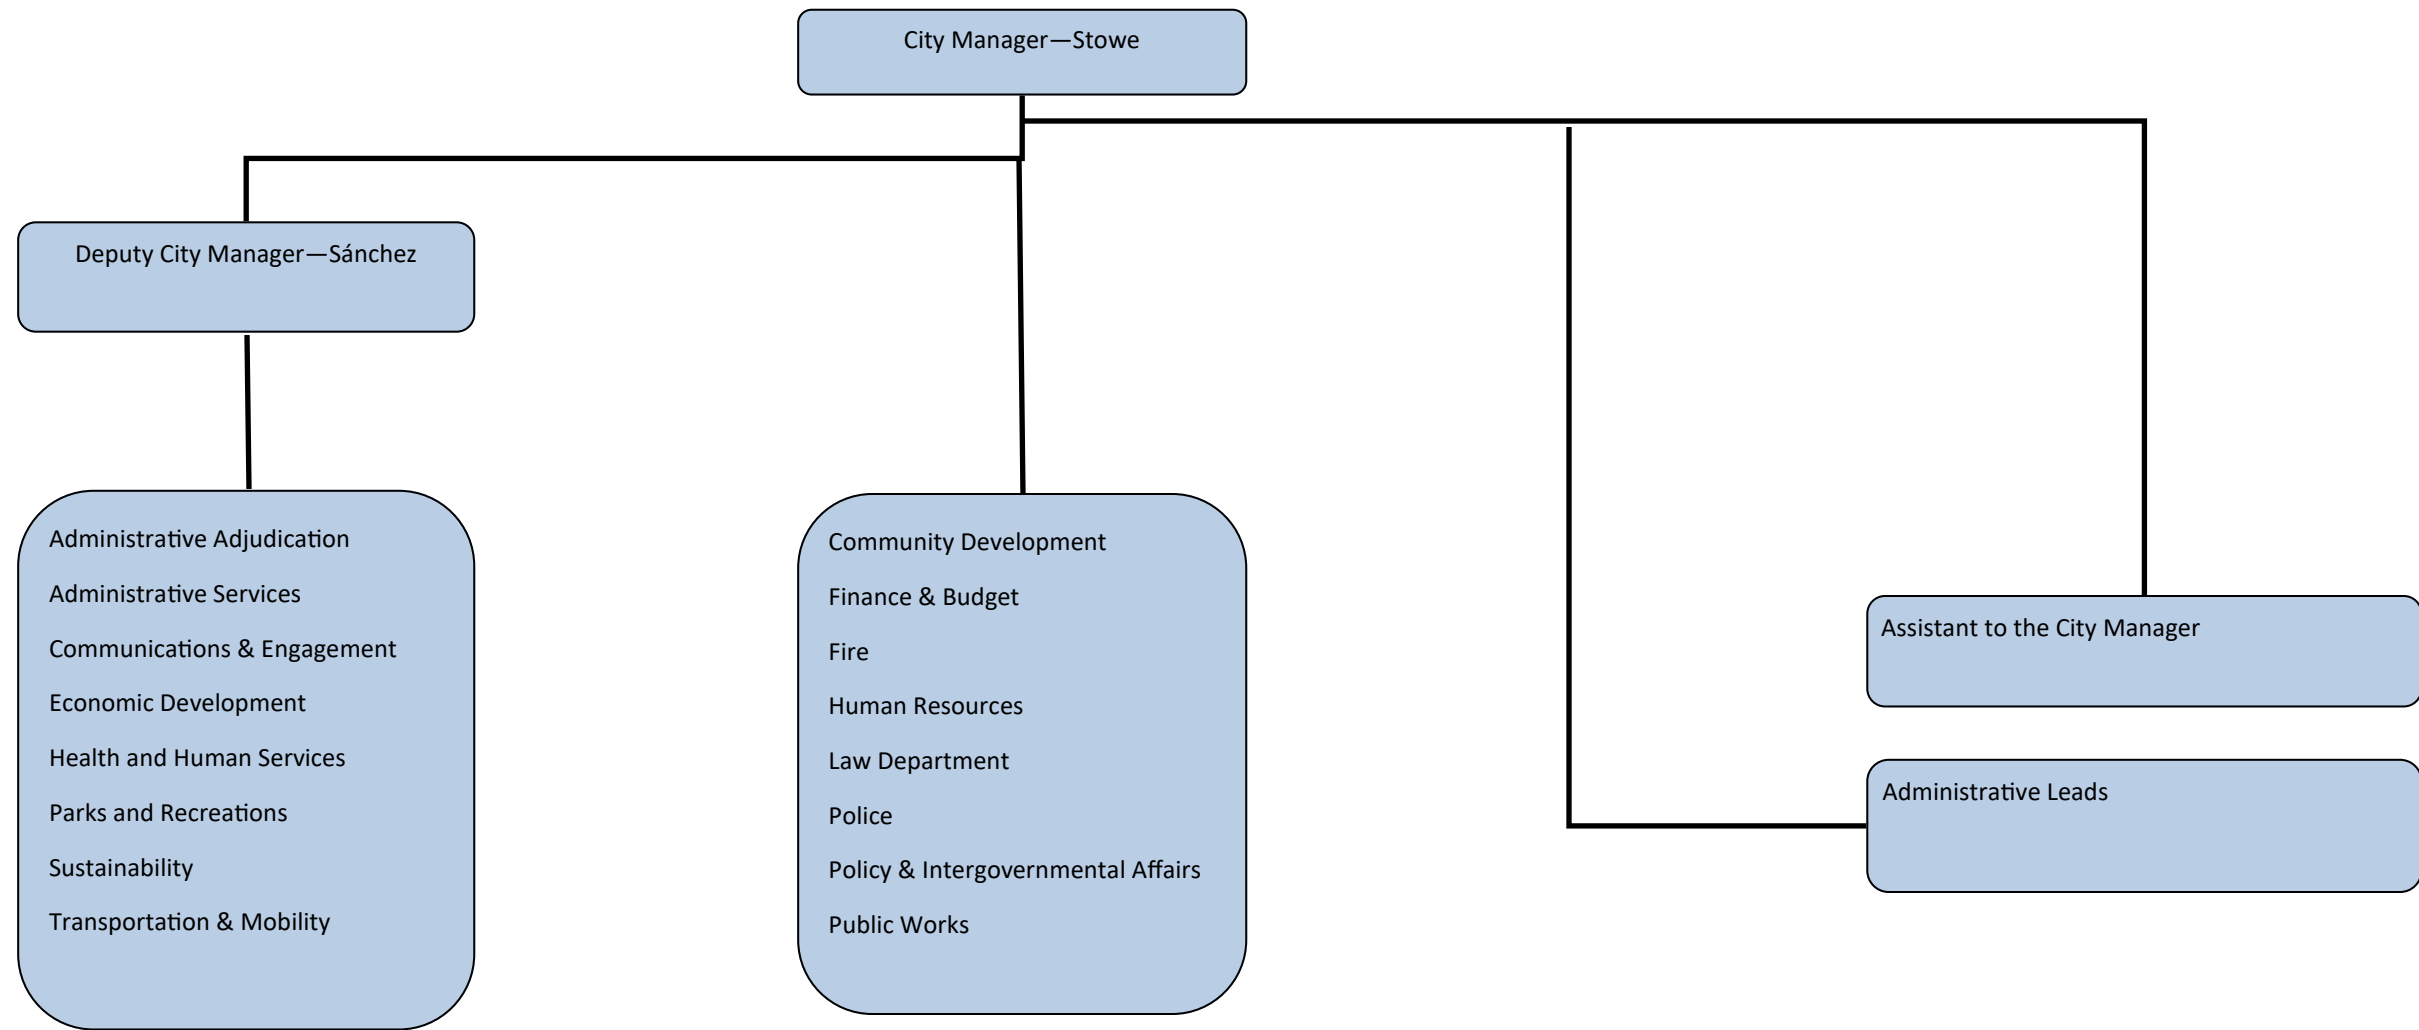 City Manager—Stowe
Deputy City Manager—Sánchez
Administrative Adjudication
Administrative Services
Communications & Engagement
Economic Development
Health and Human Services
Parks and Recreations
Sustainability
Transportation & Mobility
Community Development
Finance & Budget
Fire
Human Resources
Law Department
Police
Policy & Intergovernmental Affairs
Public Works
Assistant to the City Manager
Administrative Leads